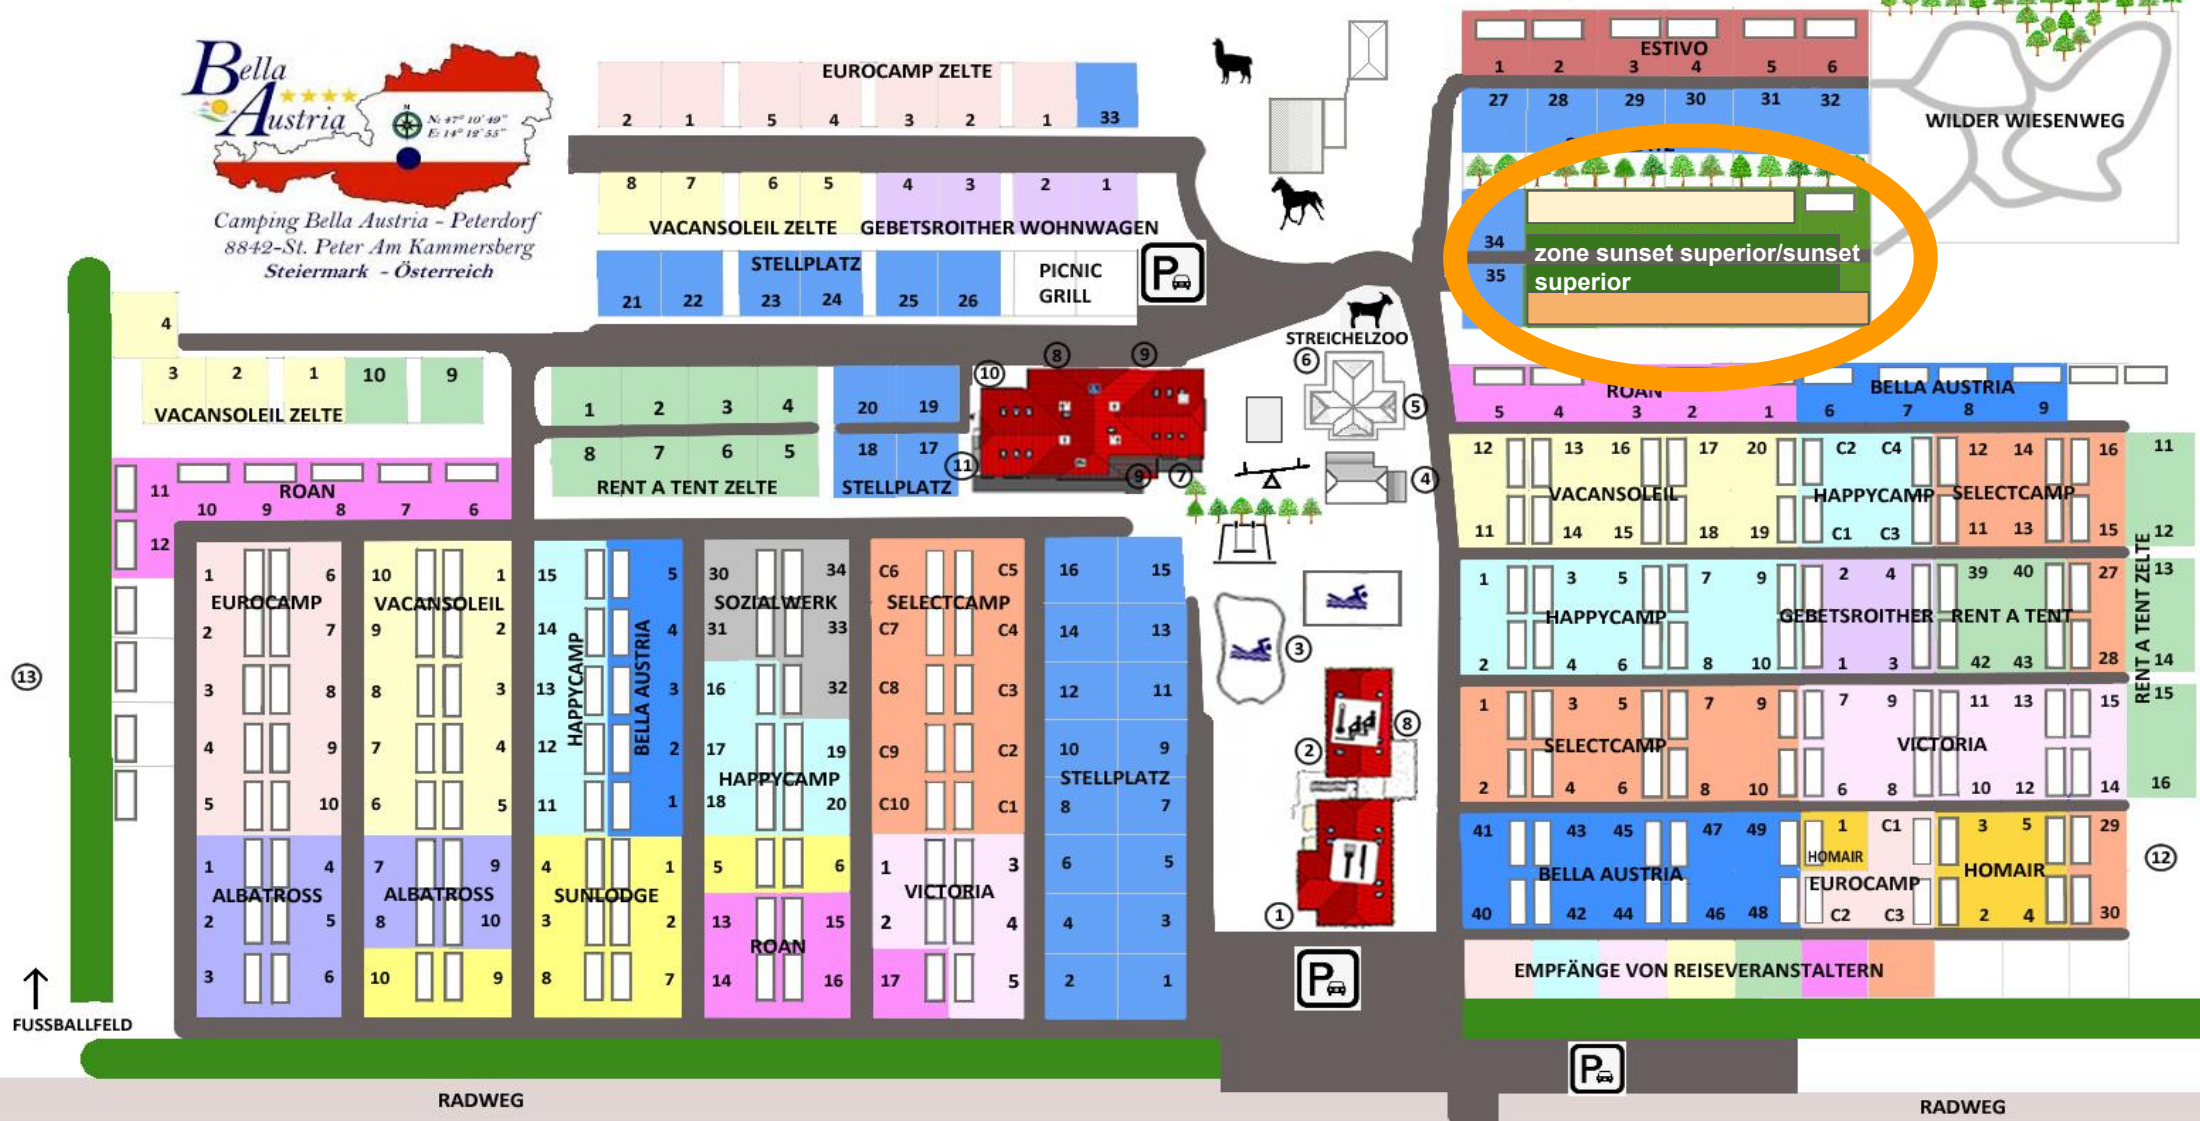 Bella
Austria
N: 47° 10' 49"
E: 14° 12' 55"
Camping Bella Austria - Peterdorf
8842-St. Peter Am Kammersberg
Steiermark - Österreich
EUROCAMP ZELTE
2 1 5 4 3 2 1 33
8 7 6 5 4 3 2 1
VACANSOLEIL ZELTE GEBETSROITHER WOHNWAGEN
STELLPLATZ
21 22 23 24 25 26
PICNIC
GRILL
P
ESTIVO
1 2 3 4 5 6
27 28 29 30 31 32
WILDER WIESENWEG
34
35
zone sunset superior/sunset
superior
STREICHELZOO
4
3 2 1 10 9
VACANSOLEIL ZELTE
1 2 3 4
8 7 6 5
RENT A TENT ZELTE
20 19
18 17
STELLPLATZ
10 8 9
11 9 7
6
5
4
ROAN
5 4 3 2 1
BELLA AUSTRIA
6 7 8 9
11
12
ROAN
10 9 8 7 6
1 6
EUROCAMP
2 7
3 8
4 9
5 10
1 4
ALBATROSS
2 5
3 6
10 1
VACANSOLEIL
9 2
8 3
7 4
6 5
7 9
ALBATROSS
8 10
10 9
15 5
14 4
13 3
12 2
11 1
HAPPYCAMP
BELLA AUSTRIA
4 1
SUNLODGE
3 2
8 7
30 34
SOZIALWERK
31 33
16 32
17 19
HAPPYCAMP
18 20
5 6
13 15
ROAN
14 16
C6 C5
SELECTCAMP
C7 C4
C8 C3
C9 C2
C10 C1
1 3
VICTORIA
2 4
17 5
16 15
14 13
12 11
10 9
STELLPLATZ
8 7
6 5
4 3
2 1
3
8
2
1
P
12 13 16 17 20
VACANSOLEIL
11 14 15 18 19
C2 C4
HAPPYCAMP
C1 C3
12 14 16
SELECTCAMP
11 13 15
11
12
13
14
15
16
RENT A TENT ZELTE
1 3 5 7 9
HAPPYCAMP
2 4 6 8 10
2 4
GEBETSROITHER
1 3
39 40 27
RENT A TENT
42 43 28
1 3 5 7 9
SELECTCAMP
2 4 6 8 10
7 9 11 13 15
VICTORIA
6 8 10 12 14
41 43 45 47 49
BELLA AUSTRIA
40 42 44 46 48
1 C1
HOMAIR
EUROCAMP
C2 C3
3 5 29
HOMAIR
2 4 30
12
EMPFÄNGE VON REISEVERANSTALTERN
13
FUSSBALLFELD
P
RADWEG
RADWEG